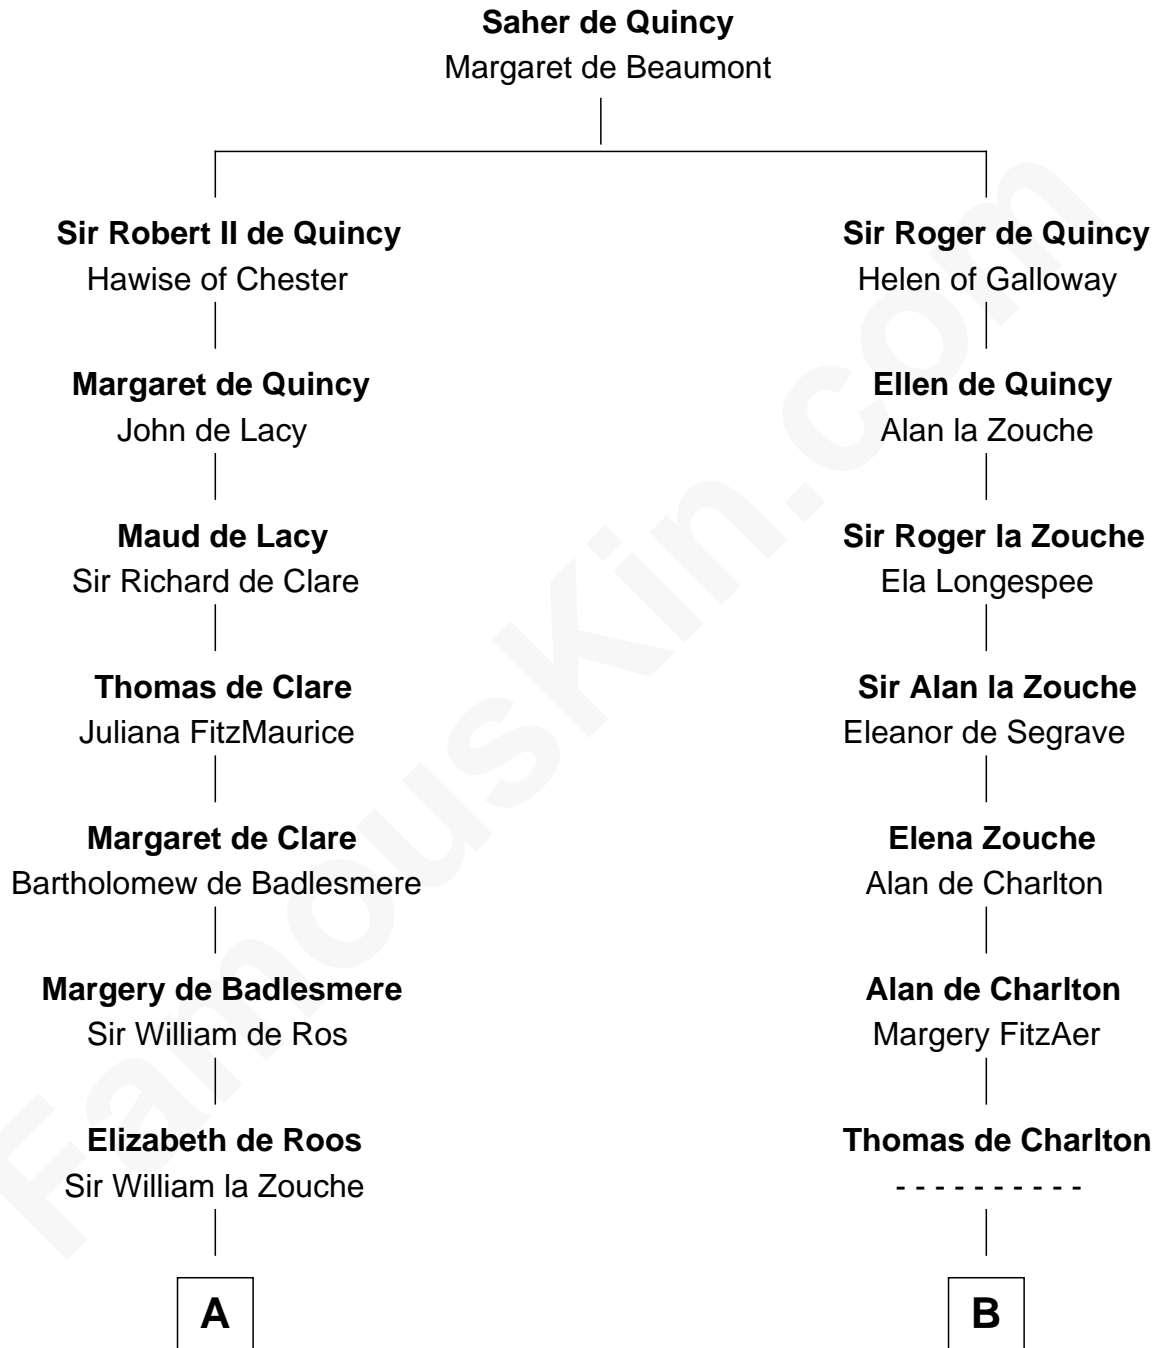 Saher de Quincy
Margaret de Beaumont
Sir Robert II de Quincy
Hawise of Chester
Margaret de Quincy
John de Lacy
Maud de Lacy
Sir Richard de Clare
Thomas de Clare
Juliana FitzMaurice
Margaret de Clare
Bartholomew de Badlesmere
Margery de Badlesmere
Sir William de Ros
Elizabeth de Roos
Sir William la Zouche
A
Sir Roger de Quincy
Helen of Galloway
Ellen de Quincy
Alan la Zouche
Sir Roger la Zouche
Ela Longespee
Sir Alan la Zouche
Eleanor de Segrave
Elena Zouche
Alan de Charlton
Alan de Charlton
Margery FitzAer
Thomas de Charlton
- - - - - - - - - -
B
FamousKin.com